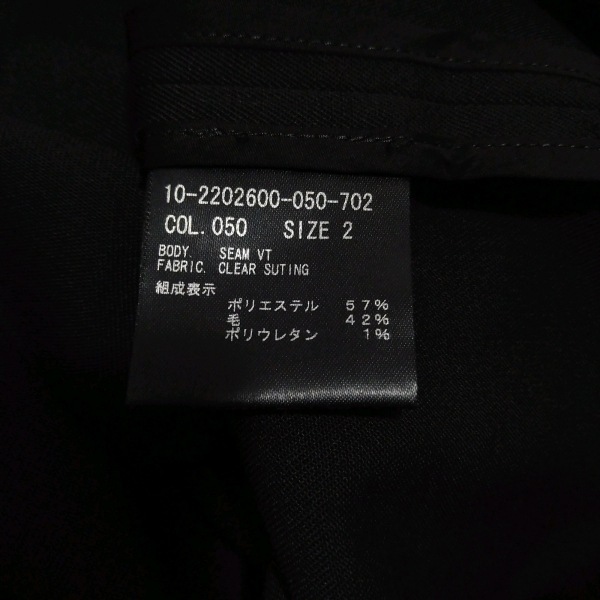 10-2202600-050-702
COL.050 SIZE 2
BODY. SEAM VT
FABRIC. CLEAR SUTING
組成表示
ポリエステル 57%
毛 42%
ポリウレタン 1%